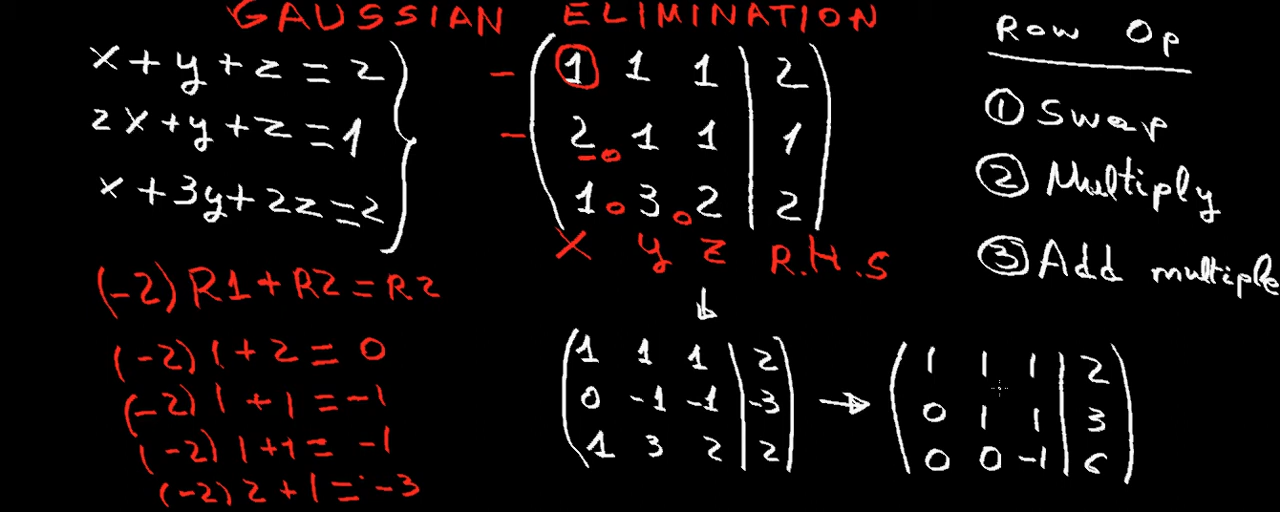 GAUSSIAN ELIMINATION
x + y + z = 2
2x + y + z = 1
x + 3y + 2z = 2
(-2) R1 + R2 = R2
(-2) 1 + 2 = 0
(-2) 1 + 1 = -1
(-2) 1 + 1 = -1
(-2) 2 + 1 = -3
- 1 1 1 | 2
- 2 1 1 | 1
1 3 2 | 2
X Y Z R.H.S
1 1 1 | 2
0 -1 -1 | -3
1 3 2 | 2
1 1 1 | 2
0 1 1 | 3
0 0 -1 | 6
Row Op
① Swap
② Multiply
③ Add multiple